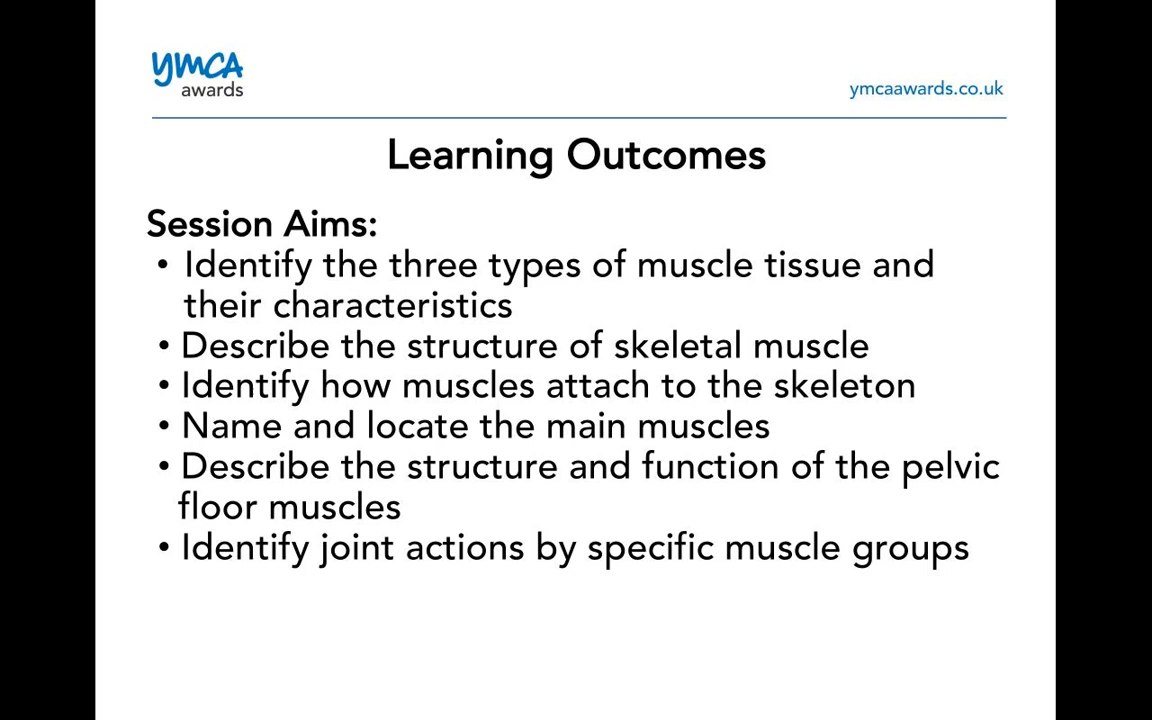 ymca
awards
ymcaawards.co.uk
Learning Outcomes
Session Aims:
• Identify the three types of muscle tissue and
their characteristics
• Describe the structure of skeletal muscle
• Identify how muscles attach to the skeleton
• Name and locate the main muscles
• Describe the structure and function of the pelvic
floor muscles
• Identify joint actions by specific muscle groups